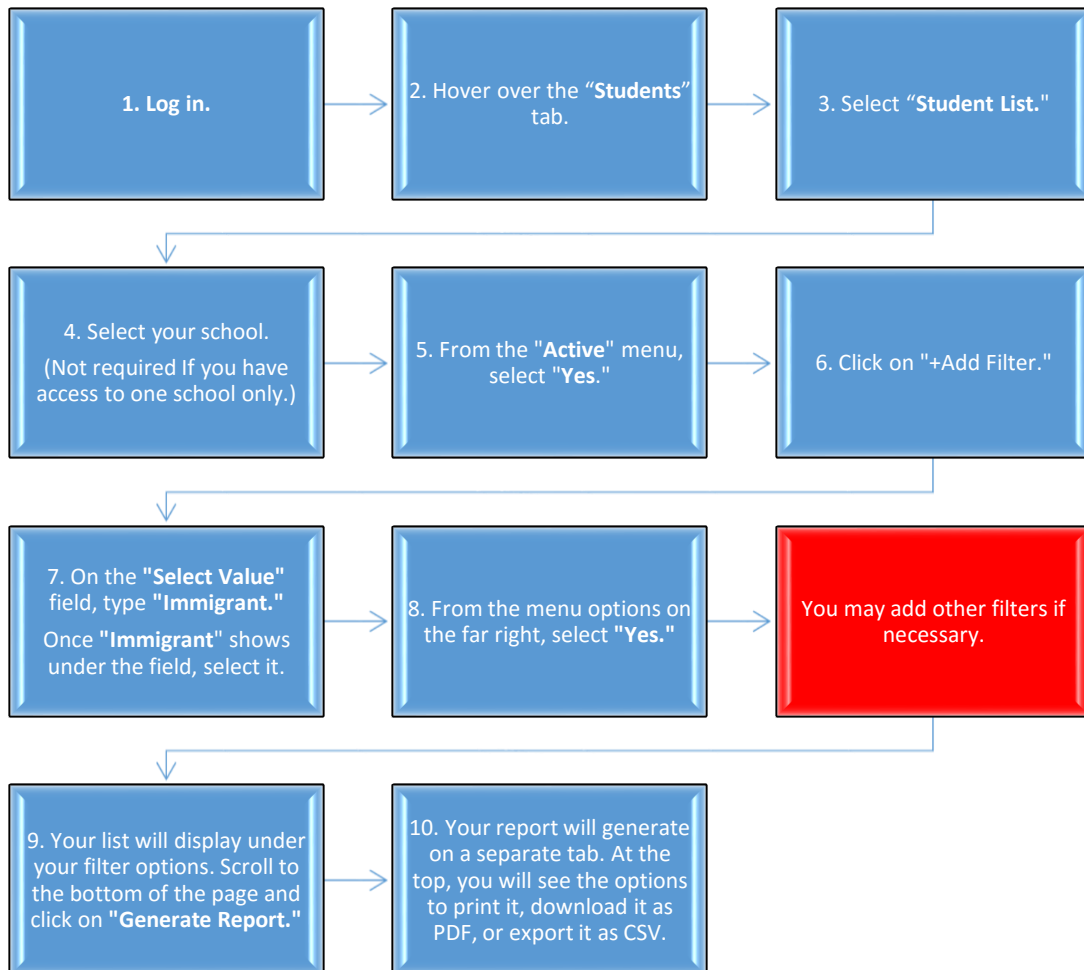 1. Log in.
2. Hover over the “Students”
tab.
3. Select “Student List."
4. Select your school.
(Not required If you have
access to one school only.)
5. From the "Active" menu,
select "Yes."
6. Click on "+Add Filter."
7. On the "Select Value"
field, type "Immigrant."
Once "Immigrant" shows
under the field, select it.
8. From the menu options on
the far right, select "Yes."
You may add other filters if
necessary.
9. Your list will display under
your filter options. Scroll to
the bottom of the page and
click on "Generate Report."
10. Your report will generate
on a separate tab. At the
top, you will see the options
to print it, download it as
PDF, or export it as CSV.